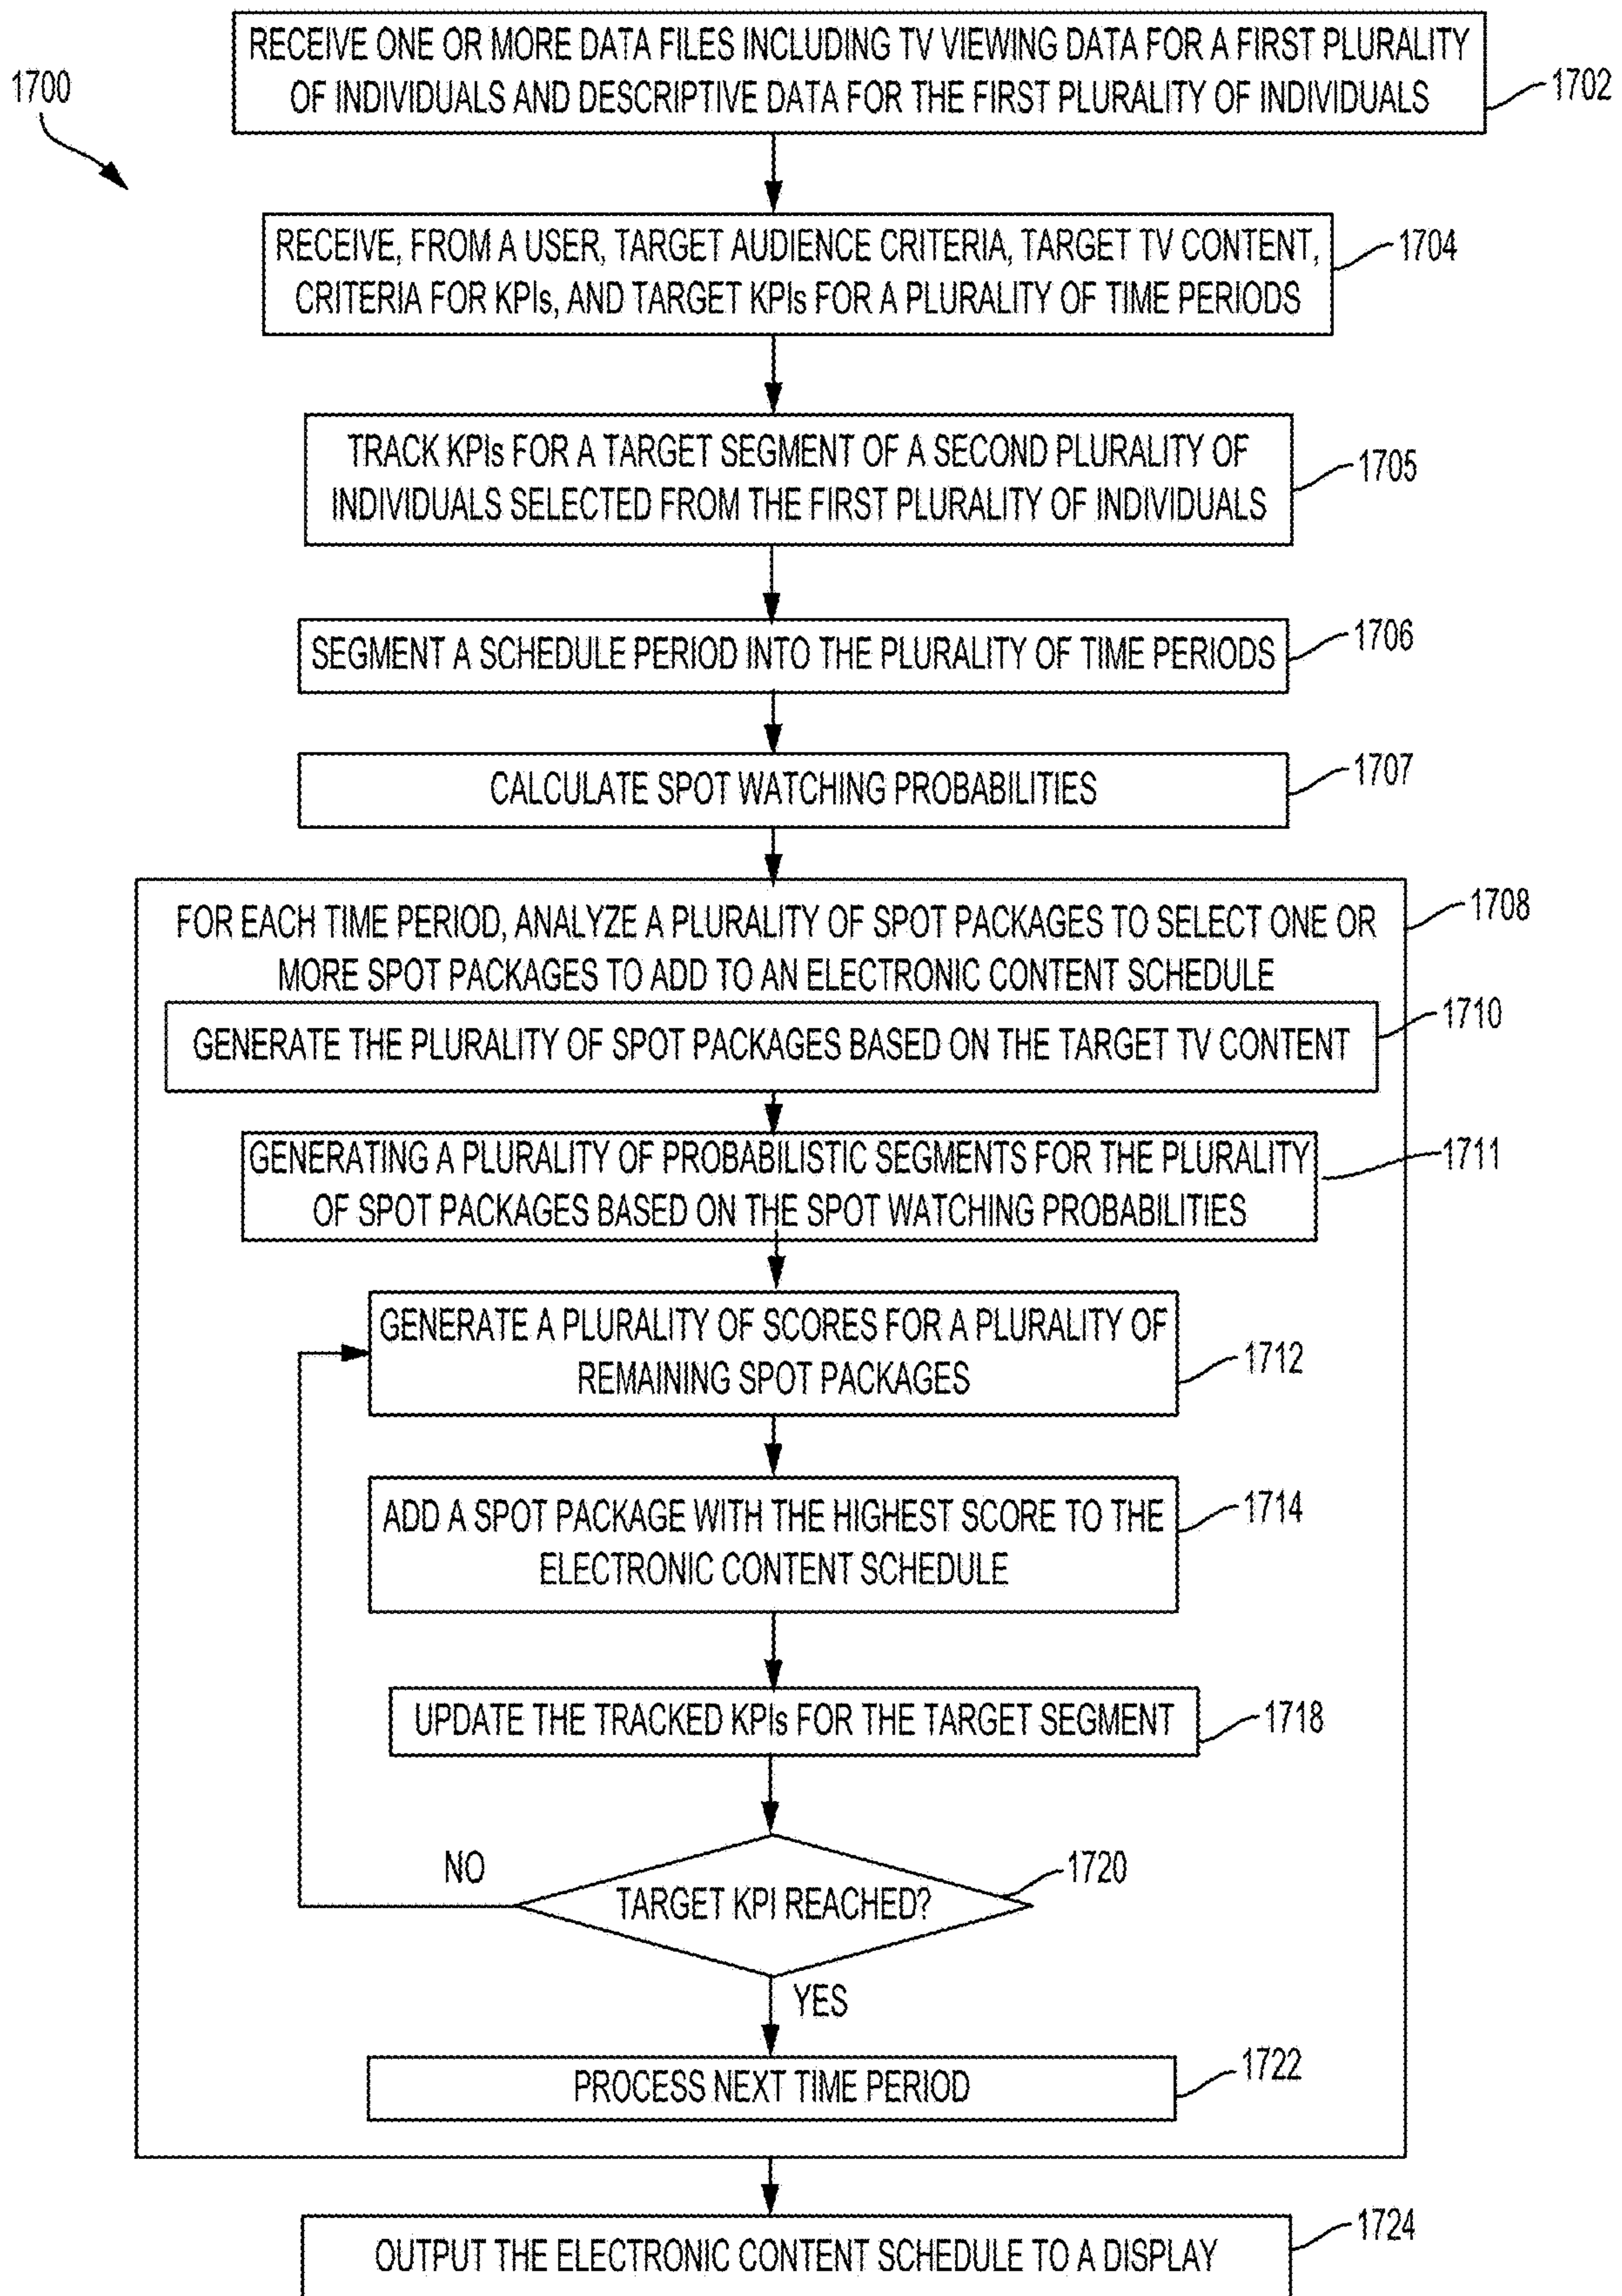 RECEIVE ONE OR MORE DATA FILES INCLUDING TV VIEWING DATA FOR A FIRST PLURALITY
OF INDIVIDUALS AND DESCRIPTIVE DATA FOR THE FIRST PLURALITY OF INDIVIDUALS
1702
1700
RECEIVE, FROM A USER, TARGET AUDIENCE CRITERIA, TARGET TV CONTENT,
CRITERIA FOR KPIs, AND TARGET KPIs FOR A PLURALITY OF TIME PERIODS
1704
TRACK KPIs FOR A TARGET SEGMENT OF A SECOND PLURALITY OF
INDIVIDUALS SELECTED FROM THE FIRST PLURALITY OF INDIVIDUALS
1705
SEGMENT A SCHEDULE PERIOD INTO THE PLURALITY OF TIME PERIODS
1706
CALCULATE SPOT WATCHING PROBABILITIES
1707
FOR EACH TIME PERIOD, ANALYZE A PLURALITY OF SPOT PACKAGES TO SELECT ONE OR
MORE SPOT PACKAGES TO ADD TO AN ELECTRONIC CONTENT SCHEDULE
1708
GENERATE THE PLURALITY OF SPOT PACKAGES BASED ON THE TARGET TV CONTENT
1710
GENERATING A PLURALITY OF PROBABILISTIC SEGMENTS FOR THE PLURALITY
OF SPOT PACKAGES BASED ON THE SPOT WATCHING PROBABILITIES
1711
GENERATE A PLURALITY OF SCORES FOR A PLURALITY OF
REMAINING SPOT PACKAGES
1712
ADD A SPOT PACKAGE WITH THE HIGHEST SCORE TO THE
ELECTRONIC CONTENT SCHEDULE
1714
UPDATE THE TRACKED KPIs FOR THE TARGET SEGMENT
1718
NO
TARGET KPI REACHED?
1720
YES
PROCESS NEXT TIME PERIOD
1722
OUTPUT THE ELECTRONIC CONTENT SCHEDULE TO A DISPLAY
1724